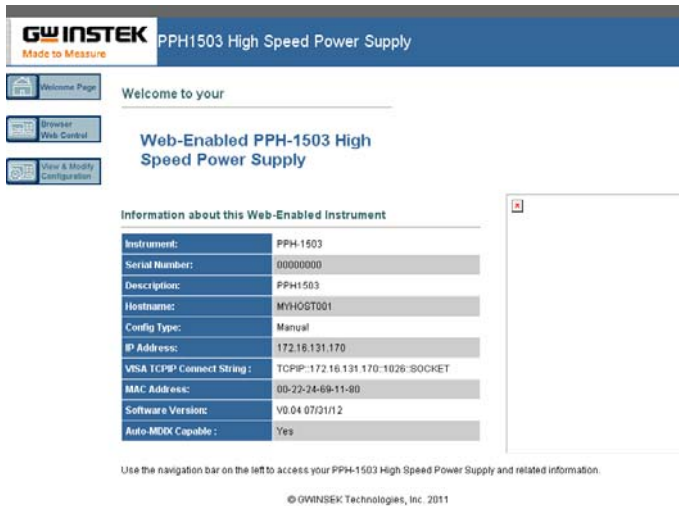 GWINSTEK
Made to Measure
PPH1503 High Speed Power Supply
Welcome Page
Browser
Web Control
View & Modify
Configuration
Welcome to your
Web-Enabled PPH-1503 High
Speed Power Supply
Information about this Web-Enabled Instrument
Instrument: PPH-1503
Serial Number: 00000000
Description: PPH1503
Hostname: MYHOST001
Config Type: Manual
IP Address: 172.16.131.170
VISA TCPIP Connect String : TCPIP::172.16.131.170::1026::SOCKET
MAC Address: 00-22-24-69-11-80
Software Version: V0.04 07/31/12
Auto-MDIX Capable : Yes
Use the navigation bar on the left to access your PPH-1503 High Speed Power Supply and related information.
© GWINSEK Technologies, Inc. 2011